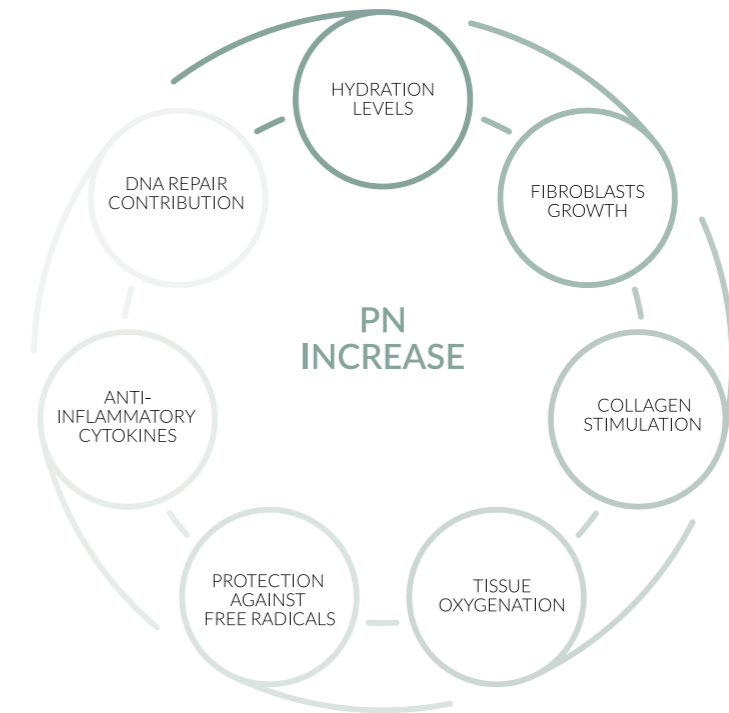 HYDRATION
LEVELS
FIBROBLASTS
GROWTH
COLLAGEN
STIMULATION
TISSUE
OXYGENATION
PROTECTION
AGAINST
FREE RADICALS
ANTI-
INFLAMMATORY
CYTOKINES
DNA REPAIR
CONTRIBUTION
PN
INCREASE